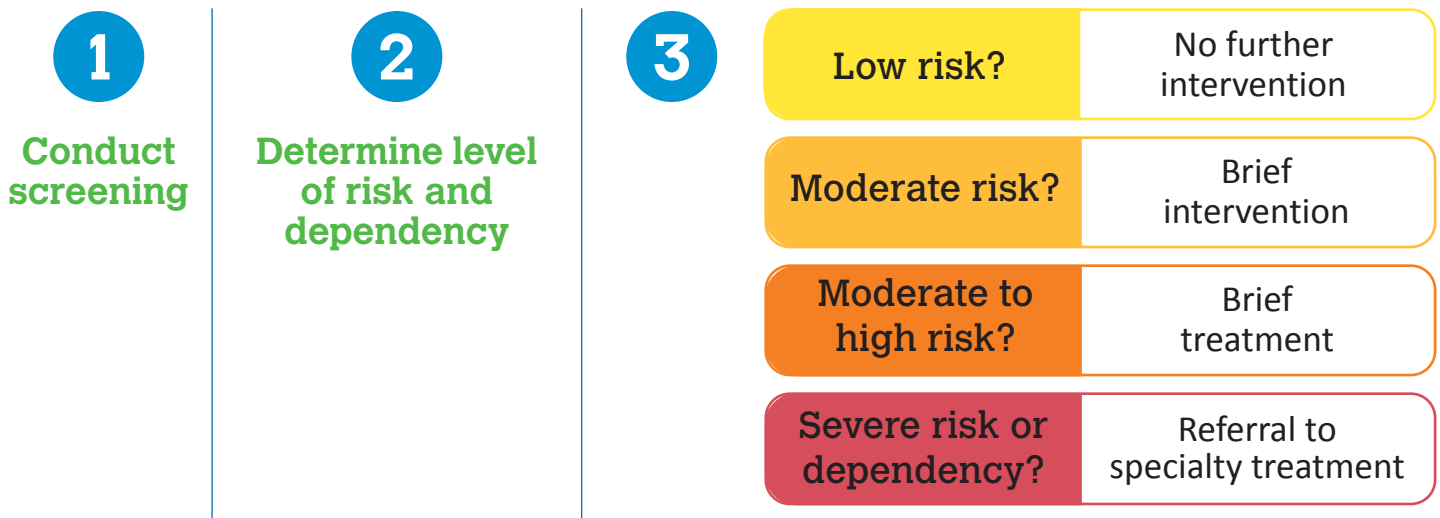 1
Conduct
screening
2
Determine level
of risk and
dependency
3
Low risk?
No further
intervention
Moderate risk?
Brief
intervention
Moderate to
high risk?
Brief
treatment
Severe risk or
dependency?
Referral to
specialty treatment